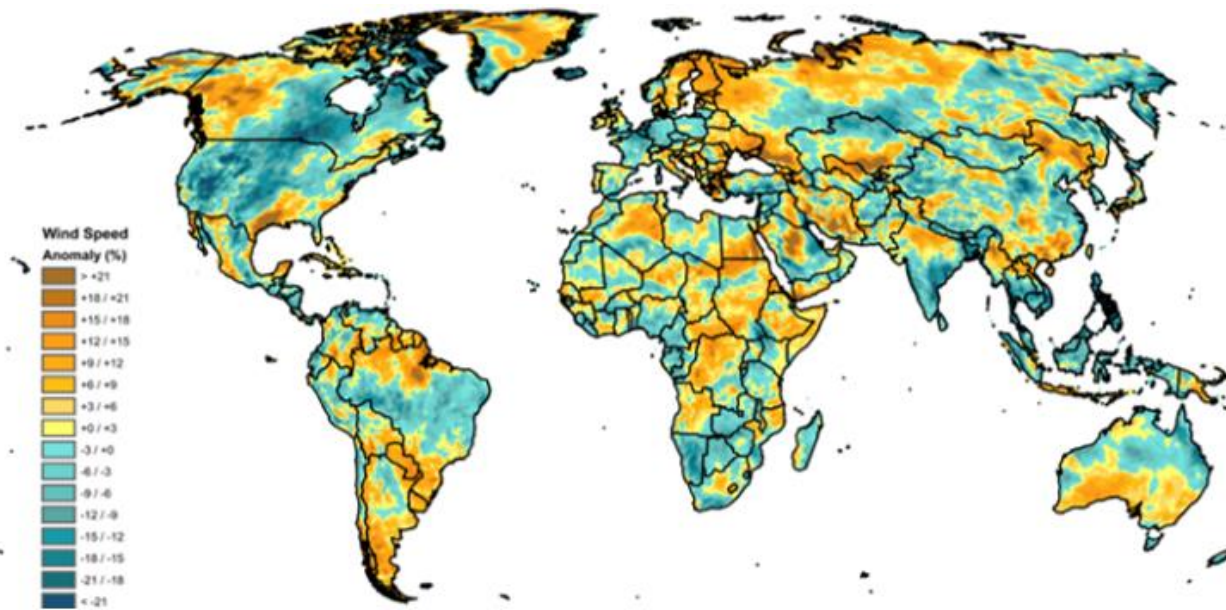 Wind Speed
Anomaly (%)
> +21
+18 / +21
+15 / +18
+12 / +15
+9 / +12
+6 / +9
+3 / +6
+0 / +3
-3 / +0
-6 / -3
-9 / -6
-12 / -9
-15 / -12
-18 / -15
-21 / -18
< -21